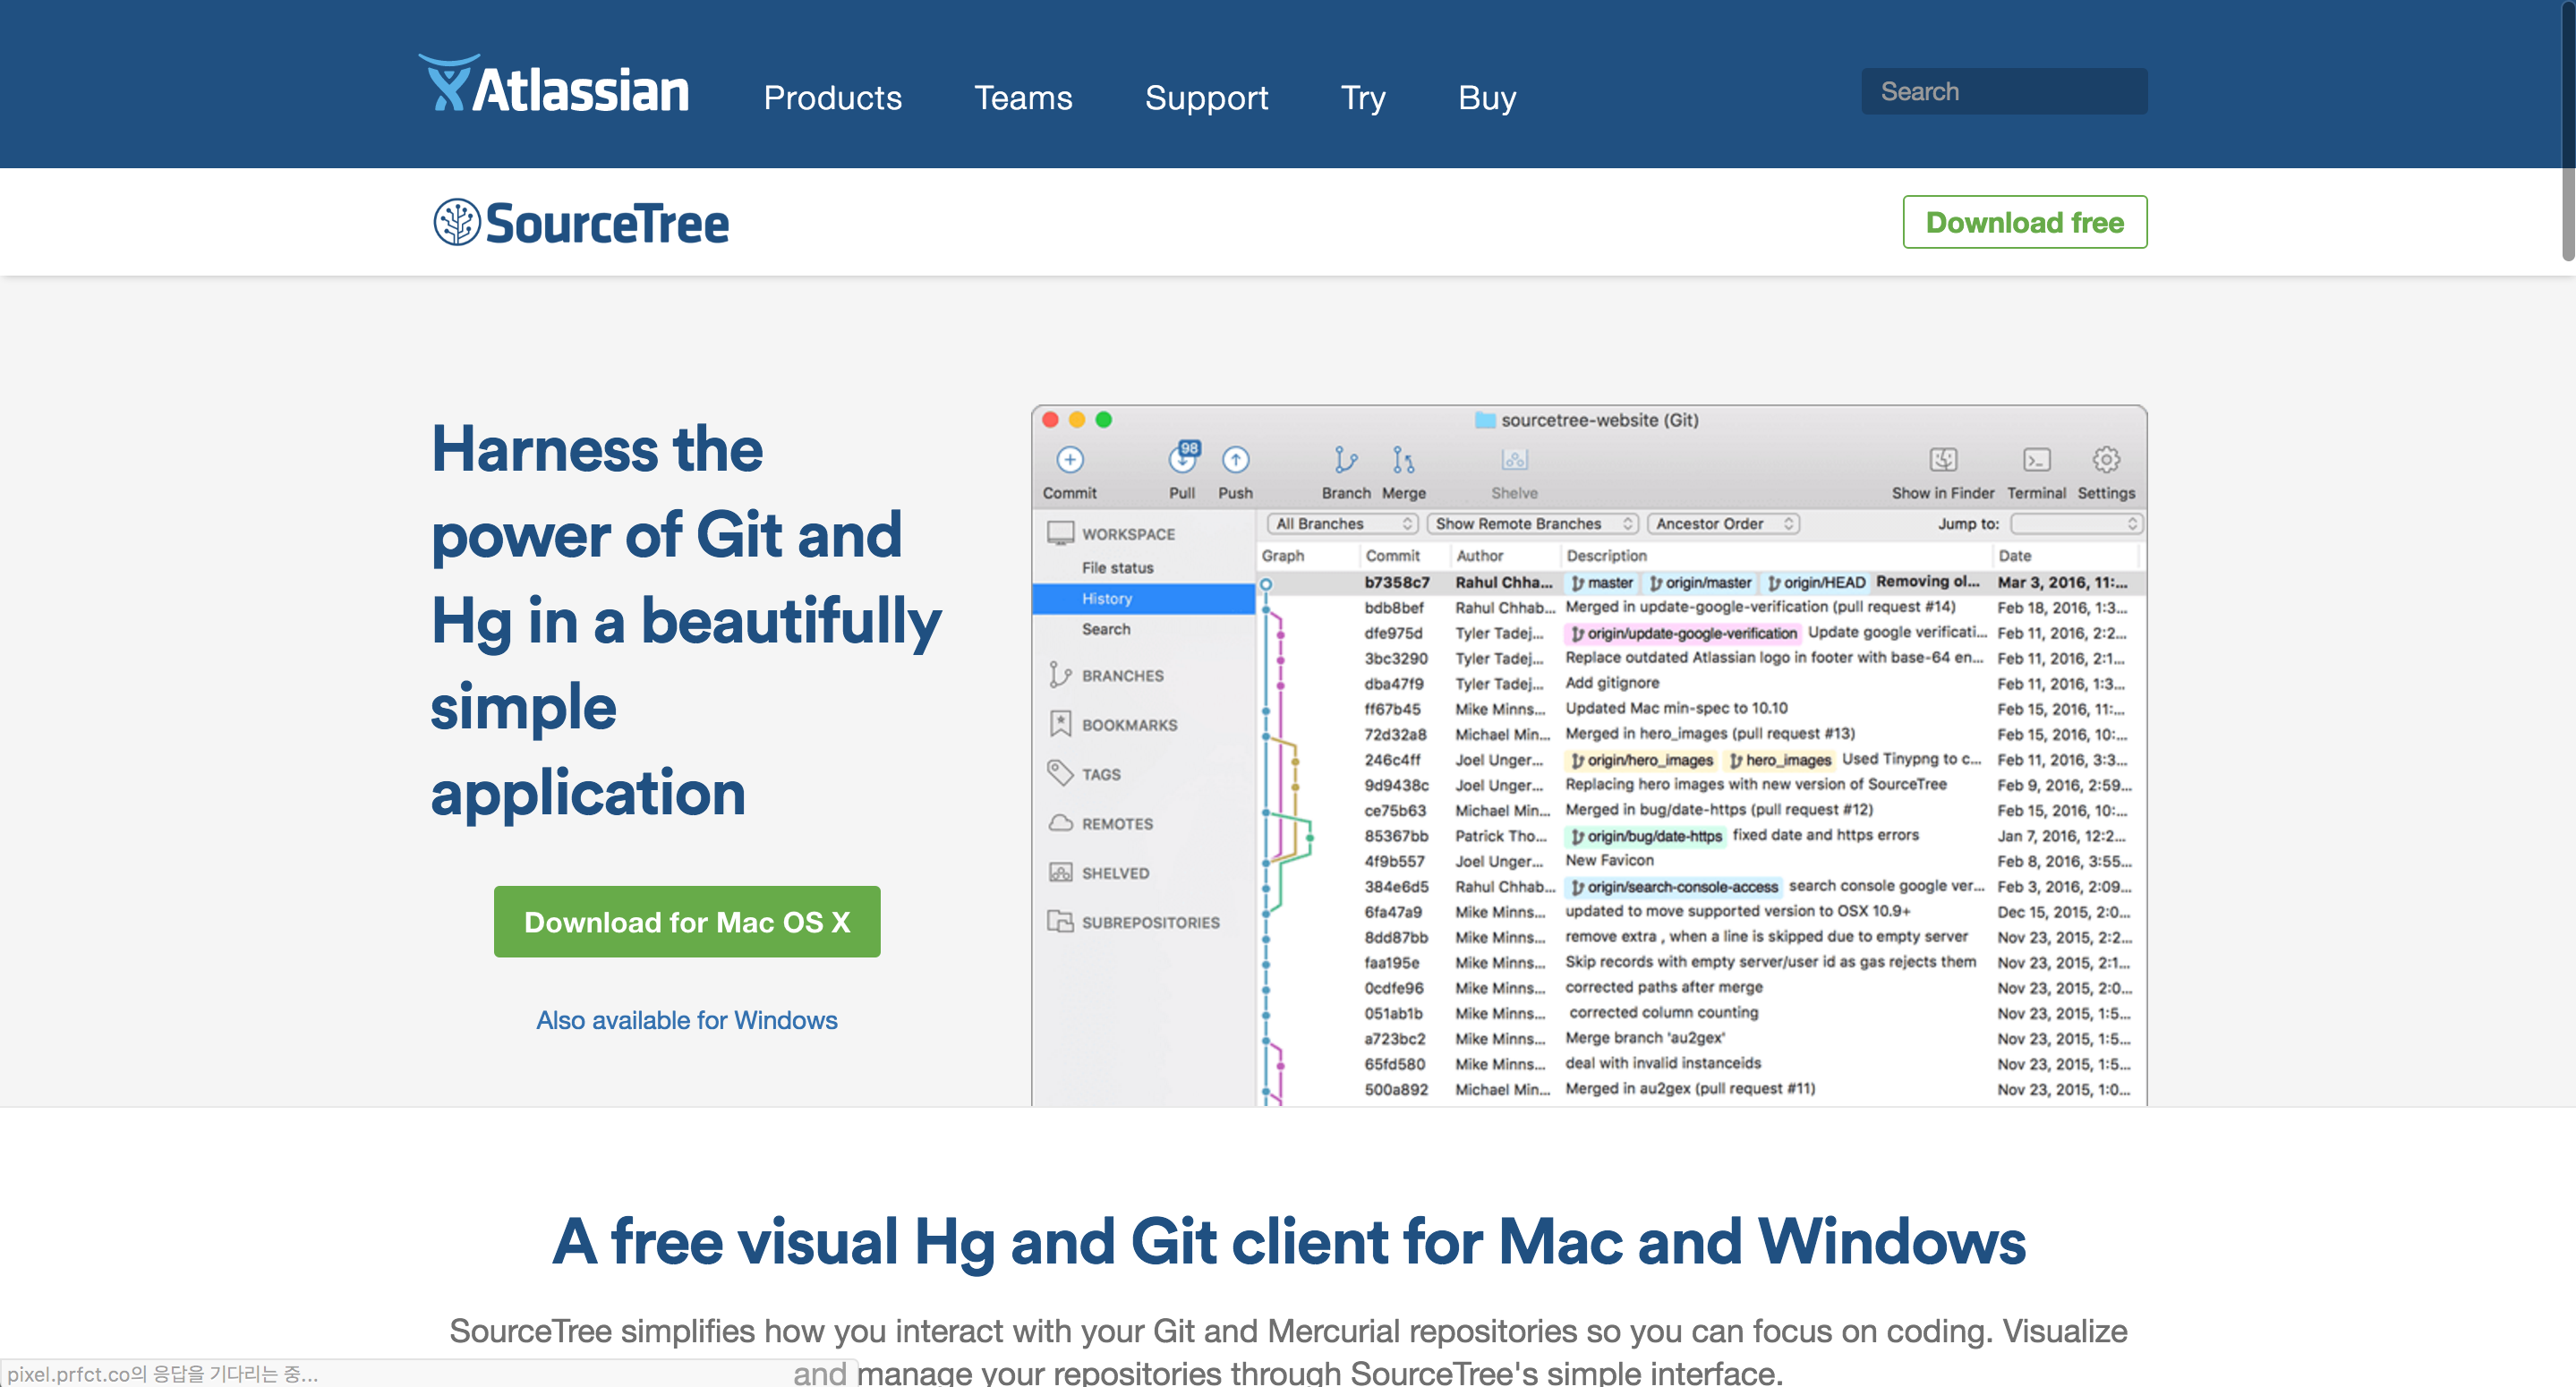 Atlassian Products Teams Support Try Buy Search
SourceTree Download free
Harness the
power of Git and
Hg in a beautifully
simple
application
Download for Mac OS X
Also available for Windows
sourcetree-website (Git)
98
Commit Pull Push Branch Merge Shelve Show in Finder Terminal Settings
WORKSPACE
File status
History
Search
BRANCHES
BOOKMARKS
TAGS
REMOTES
SHELVED
SUBREPOSITORIES
All Branches Show Remote Branches Ancestor Order Jump to:
Graph Commit Author Description Date
b7358c7 Rahul Chha... master origin/master origin/HEAD Removing ol... Mar 3, 2016, 11:...
bdb8bef Rahul Chhab... Merged in update-google-verification (pull request #14) Feb 18, 2016, 1:3...
dfe975d Tyler Tadej... origin/update-google-verification Update google verificati... Feb 11, 2016, 2:2...
3bc3290 Tyler Tadej... Replace outdated Atlassian logo in footer with base-64 en... Feb 11, 2016, 2:1...
dba47f9 Tyler Tadej... Add gitignore Feb 11, 2016, 1:3...
ff67b45 Mike Minns... Updated Mac min-spec to 10.10 Feb 15, 2016, 11:...
72d32a8 Michael Min... Merged in hero_images (pull request #13) Feb 15, 2016, 10:...
246c4ff Joel Unger... origin/hero_images hero_images Used Tinypng to c... Feb 11, 2016, 3:3...
9d9438c Joel Unger... Replacing hero images with new version of SourceTree Feb 9, 2016, 2:59...
ce75b63 Michael Min... Merged in bug/date-https (pull request #12) Feb 15, 2016, 10:...
85367bb Patrick Tho... origin/bug/date-https fixed date and https errors Jan 7, 2016, 12:2...
4f9b557 Joel Unger... New Favicon Feb 8, 2016, 3:55...
384e6d5 Rahul Chhab... origin/search-console-access search console google ver... Feb 3, 2016, 2:09...
6fa47a9 Mike Minns... updated to move supported version to OSX 10.9+ Dec 15, 2015, 2:0...
8dd87bb Mike Minns... remove extra , when a line is skipped due to empty server Nov 23, 2015, 2:2...
faa195e Mike Minns... Skip records with empty server/user id as gas rejects them Nov 23, 2015, 2:1...
0cdfe96 Mike Minns... corrected paths after merge Nov 23, 2015, 2:0...
051ab1b Mike Minns... corrected column counting Nov 23, 2015, 1:5...
a723bc2 Mike Minns... Merge branch 'au2gex' Nov 23, 2015, 1:5...
65fd580 Mike Minns... deal with invalid instanceids Nov 23, 2015, 1:5...
500a892 Michael Min... Merged in au2gex (pull request #11) Nov 23, 2015, 1:0...
A free visual Hg and Git client for Mac and Windows
SourceTree simplifies how you interact with your Git and Mercurial repositories so you can focus on coding. Visualize
and manage your repositories through SourceTree's simple interface.
pixel.prfct.co의 응답을 기다리는 중...